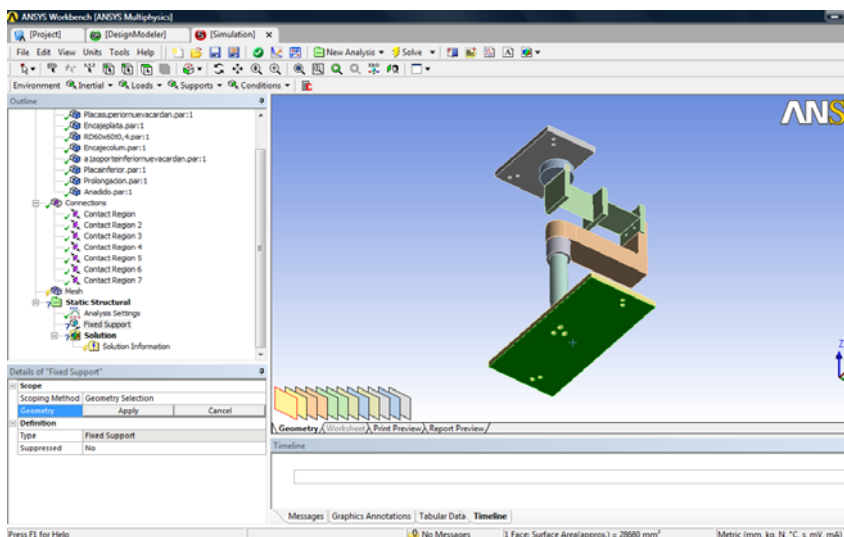 ANSYS Workbench [ANSYS Multiphysics]
[Project] [DesignModeler] [Simulation]
File Edit View Units Tools Help New Analysis Solve
Environment Inertial Loads Supports Conditions
Outline
Placasuperiornuevacardan.par:1
Encajeplata.par:1
RD60x60t0,4.par:1
Encajecolum.par:1
a1soporteinferiornuevacardan.par:1
Placainferior.par:1
Prolongacion.par:1
Anadido.par:1
Connections
Contact Region
Contact Region 2
Contact Region 3
Contact Region 4
Contact Region 5
Contact Region 6
Contact Region 7
Mesh
Static Structural
Analysis Settings
Fixed Support
Solution
Solution Information
ANS
Z
Details of "Fixed Support"
Scope
Scoping Method Geometry Selection
Geometry Apply Cancel
Definition
Type Fixed Support
Suppressed No
Geometry Worksheet Print Preview Report Preview
Timeline
Messages Graphics Annotations Tabular Data Timeline
Press F1 for Help No Messages 1 Face: Surface Area(approx.) = 28680 mm² Metric (mm, kg, N, °C, s, mV, mA)